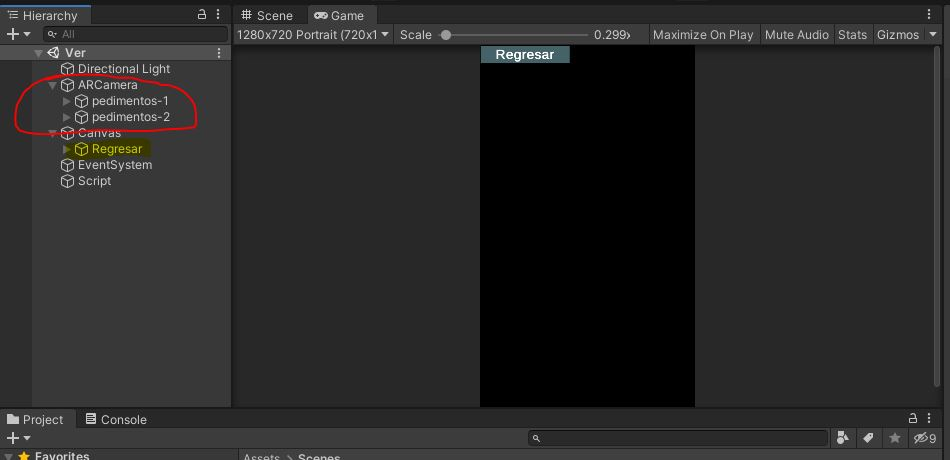 Hierarchy
All
Ver
Directional Light
ARCamera
pedimentos-1
pedimentos-2
Canvas
Regresar
EventSystem
Script
Scene
Game
1280x720 Portrait (720x1
Scale
0.299x
Maximize On Play
Mute Audio
Stats
Gizmos
Regresar
Project
Console
9
Favorites
Assets > Scenes